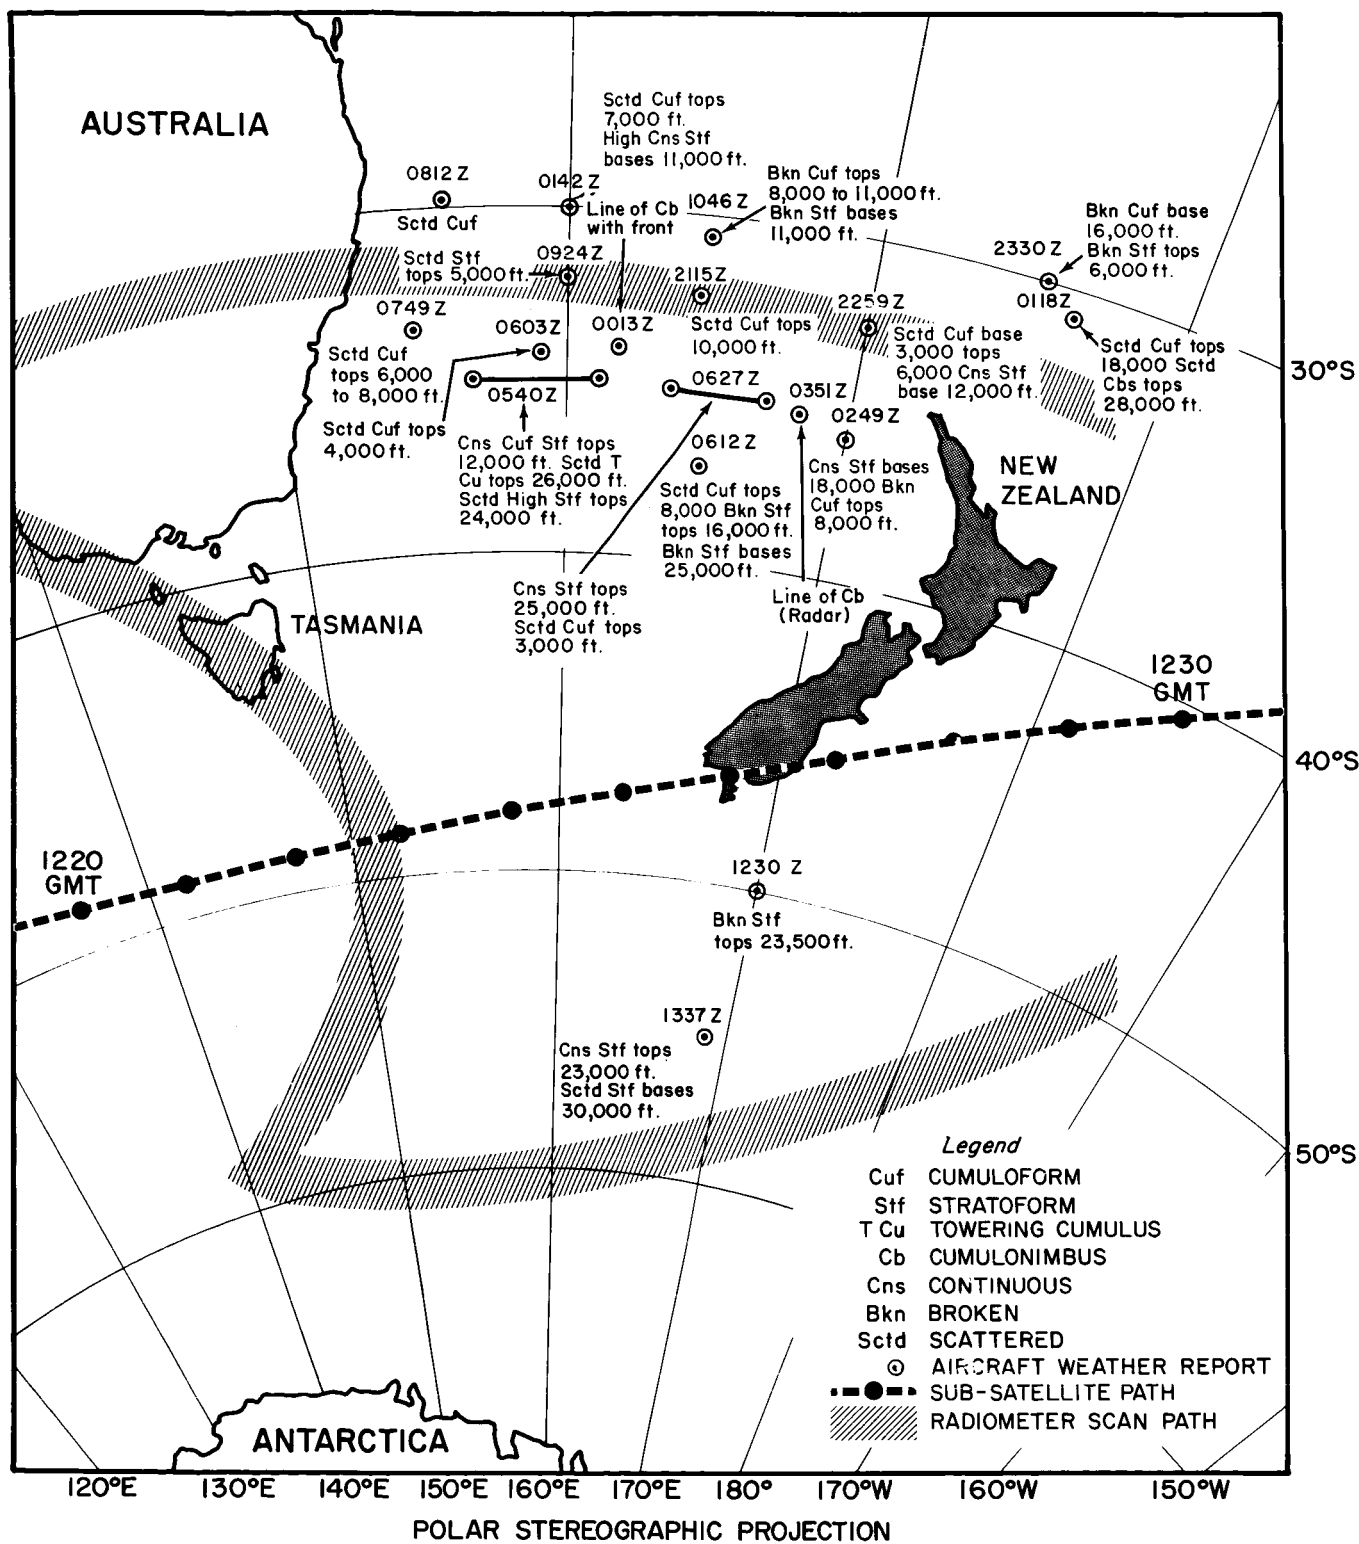 AUSTRALIA
Sctd Cuf tops
7,000 ft.
High Cns Stf
bases 11,000 ft.
0812 Z
Sctd Cuf
0142 Z
Line of Cb
with front
1046 Z
Bkn Cuf tops
8,000 to 11,000 ft.
Bkn Stf bases
11,000 ft.
Bkn Cuf base
16,000 ft.
Bkn Stf tops
6,000 ft.
2330 Z
0118Z
Sctd Cuf tops
18,000 Sctd
Cbs tops
28,000 ft.
Sctd Stf
tops 5,000 ft.
0924 Z
2115 Z
Sctd Cuf tops
10,000 ft.
2259 Z
Sctd Cuf base
3,000 tops
6,000 Cns Stf
base 12,000 ft.
0749 Z
Sctd Cuf
tops 6,000
to 8,000 ft.
0603Z
Sctd Cuf tops
4,000 ft.
0013 Z
0540 Z
Cns Cuf Stf tops
12,000 ft. Sctd T
Cu tops 26,000 ft.
Sctd High Stf tops
24,000 ft.
0627Z
Cns Stf tops
25,000 ft.
Sctd Cuf tops
3,000 ft.
0612 Z
Sctd Cuf tops
8,000 Bkn Stf
tops 16,000 ft.
Bkn Stf bases
25,000 ft.
0351 Z
Line of Cb
(Radar)
0249 Z
Cns Stf bases
18,000 Bkn
Cuf tops
8,000 ft.
30°S
NEW
ZEALAND
TASMANIA
1230
GMT
40°S
1220
GMT
1230 Z
Bkn Stf
tops 23,500 ft.
1337 Z
Cns Stf tops
23,000 ft.
Sctd Stf bases
30,000 ft.
50°S
Legend
Cuf CUMULOFORM
Stf STRATOFORM
T Cu TOWERING CUMULUS
Cb CUMULONIMBUS
Cns CONTINUOUS
Bkn BROKEN
Sctd SCATTERED
AIRCRAFT WEATHER REPORT
SUB-SATELLITE PATH
RADIOMETER SCAN PATH
ANTARCTICA
120°E 130°E 140°E 150°E 160°E 170°E 180° 170°W 160°W 150°W
POLAR STEREOGRAPHIC PROJECTION